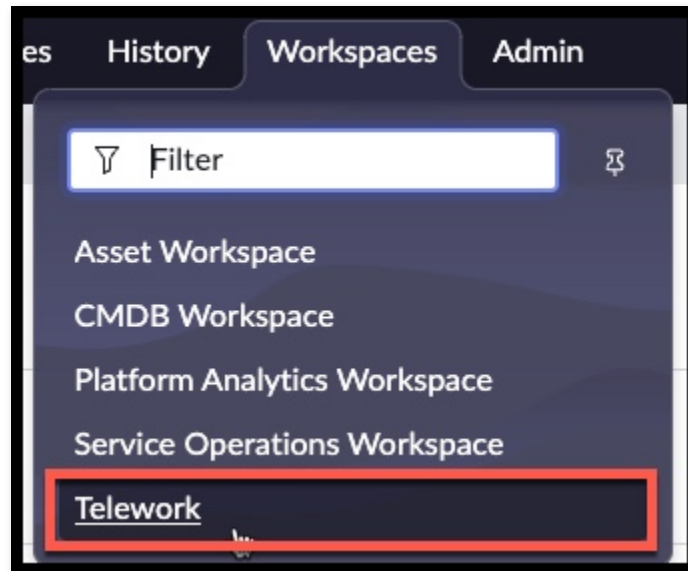 es History Workspaces Admin
Filter
Asset Workspace
CMDB Workspace
Platform Analytics Workspace
Service Operations Workspace
Telework